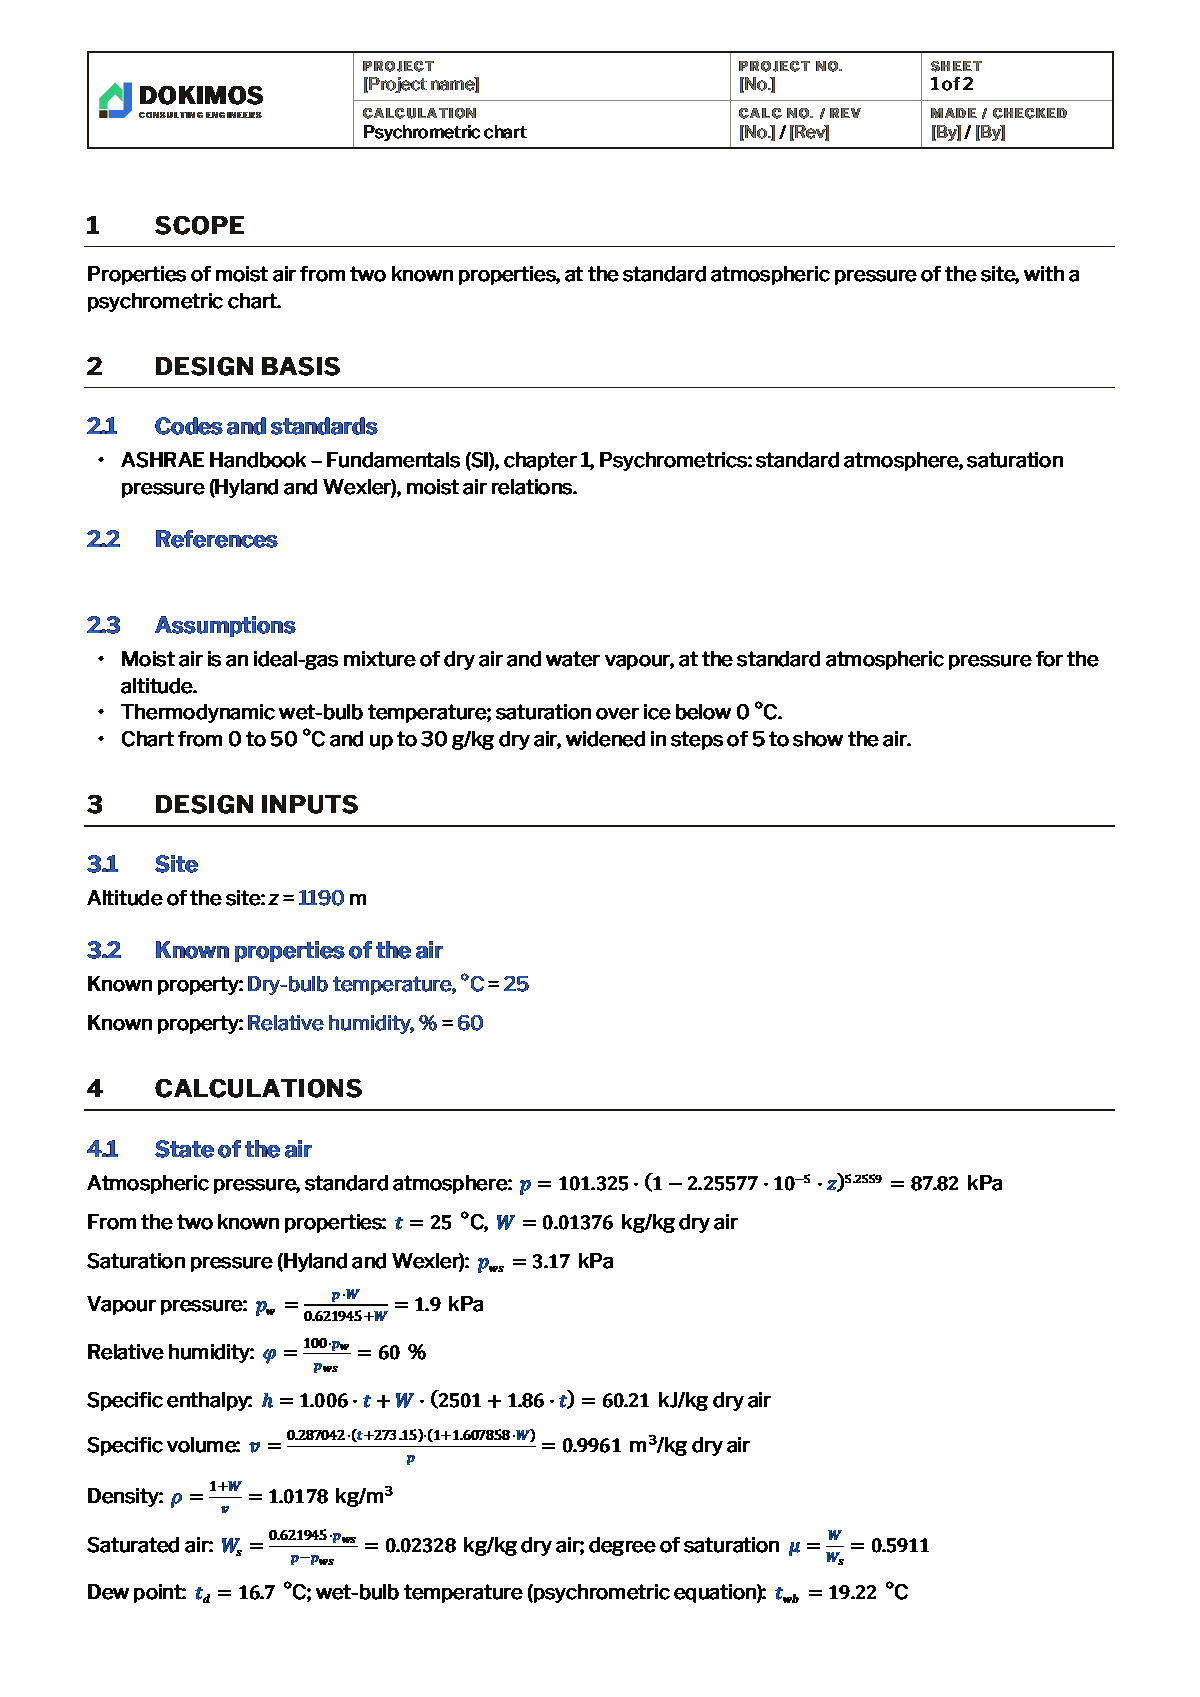 DOKIMOS
CONSULTING ENGINEERS
PROJECT
[Project name]
PROJECT NO.
[No.]
SHEET
1 of 2
CALCULATION
Psychrometric chart
CALC NO. / REV
[No.] / [Rev]
MADE / CHECKED
[By] / [By]
1 SCOPE
Properties of moist air from two known properties, at the standard atmospheric pressure of the site, with a
psychrometric chart.
2 DESIGN BASIS
2.1 Codes and standards
• ASHRAE Handbook – Fundamentals (SI), chapter 1, Psychrometrics: standard atmosphere, saturation
pressure (Hyland and Wexler), moist air relations.
2.2 References
2.3 Assumptions
• Moist air is an ideal-gas mixture of dry air and water vapour, at the standard atmospheric pressure for the
altitude.
• Thermodynamic wet-bulb temperature; saturation over ice below 0 °C.
• Chart from 0 to 50 °C and up to 30 g/kg dry air, widened in steps of 5 to show the air.
3 DESIGN INPUTS
3.1 Site
Altitude of the site: z = 1190 m
3.2 Known properties of the air
Known property: Dry-bulb temperature, °C = 25
Known property: Relative humidity, % = 60
4 CALCULATIONS
4.1 State of the air
Atmospheric pressure, standard atmosphere: p = 101.325 · (1 − 2.25577 · 10⁻⁵ · z)⁵·²⁵⁵⁹ = 87.82 kPa
From the two known properties: t = 25 °C, W = 0.01376 kg/kg dry air
Saturation pressure (Hyland and Wexler): p_ws = 3.17 kPa
Vapour pressure: p_w = (p·W)/(0.621945+W) = 1.9 kPa
Relative humidity: φ = (100·p_w)/(p_ws) = 60 %
Specific enthalpy: h = 1.006 · t + W · (2501 + 1.86 · t) = 60.21 kJ/kg dry air
Specific volume: v = (0.287042·(t+273.15)·(1+1.607858·W))/(p) = 0.9961 m³/kg dry air
Density: ρ = (1+W)/(v) = 1.0178 kg/m³
Saturated air: W_s = (0.621945·p_ws)/(p−p_ws) = 0.02328 kg/kg dry air; degree of saturation μ = (W)/(W_s) = 0.5911
Dew point: t_d = 16.7 °C; wet-bulb temperature (psychrometric equation): t_wb = 19.22 °C